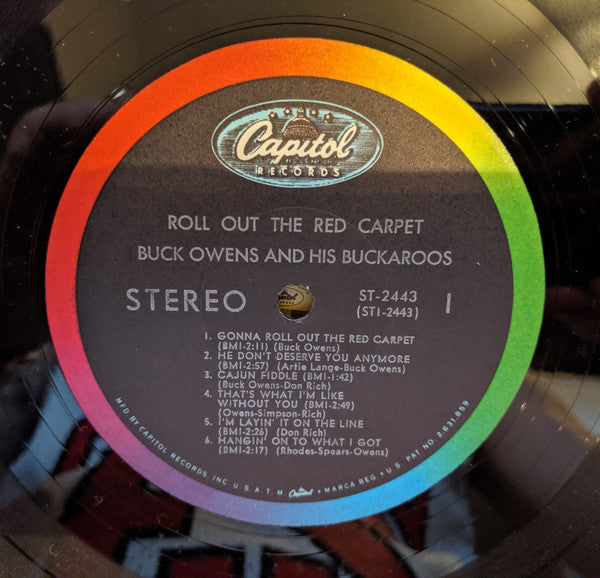 Capitol
RECORDS
ROLL OUT THE RED CARPET
BUCK OWENS AND HIS BUCKAROOS
STEREO
ST-2443 1
(ST1-2443)
1. GONNA ROLL OUT THE RED CARPET
(BMI-2:11) (Buck Owens)
2. HE DON'T DESERVE YOU ANYMORE
(BMI-2:57) (Artie Lange-Buck Owens)
3. CAJUN FIDDLE (BMI-1:42)
(Buck Owens-Don Rich)
4. THAT'S WHAT I'M LIKE
WITHOUT YOU (BMI-2:49)
(Owens-Simpson-Rich)
5. I'M LAYIN' IT ON THE LINE
(BMI-2:26) (Don Rich)
6. HANGIN' ON TO WHAT I GOT
(BMI-2:17) (Rhodes-Spears-Owens)
MFD. BY CAPITOL RECORDS, INC. U.S.A. T.M. Capitol • MARCA REG. • U.S. PAT. NO. 2,631,859